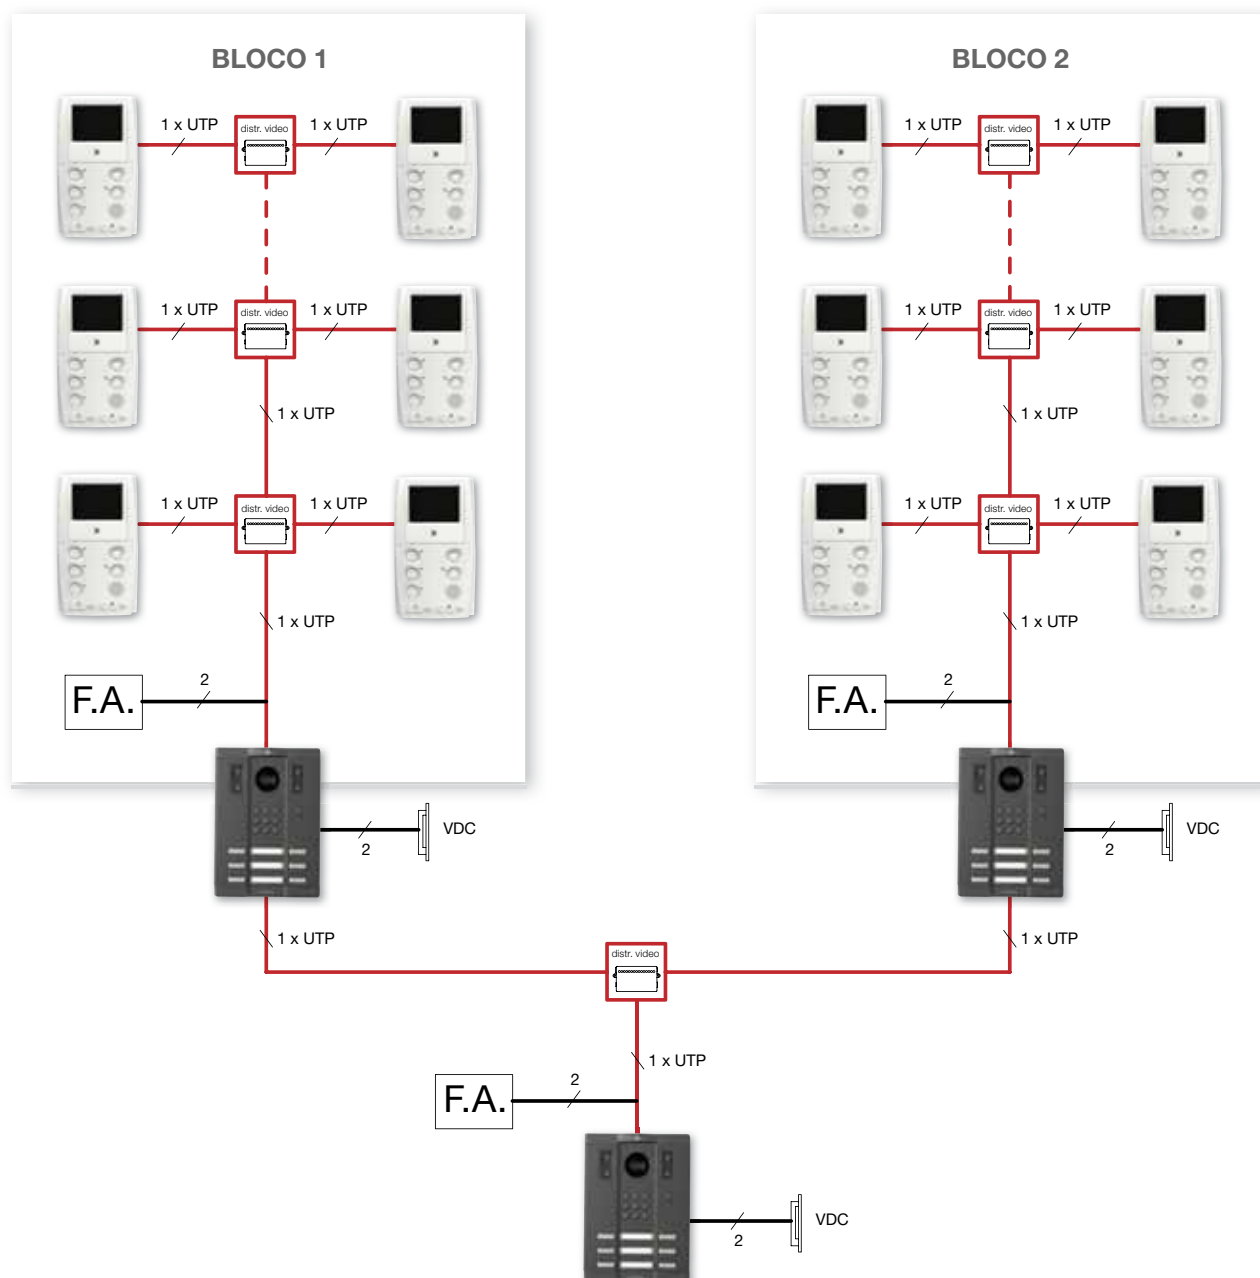 BLOCO 1
BLOCO 2
1 x UTP
distr. video
1 x UTP
1 x UTP
distr. video
1 x UTP
1 x UTP
distr. video
1 x UTP
1 x UTP
distr. video
1 x UTP
1 x UTP
1 x UTP
1 x UTP
distr. video
1 x UTP
1 x UTP
distr. video
1 x UTP
1 x UTP
1 x UTP
F.A.
2
F.A.
2
2
VDC
2
VDC
1 x UTP
distr. video
1 x UTP
1 x UTP
F.A.
2
2
VDC